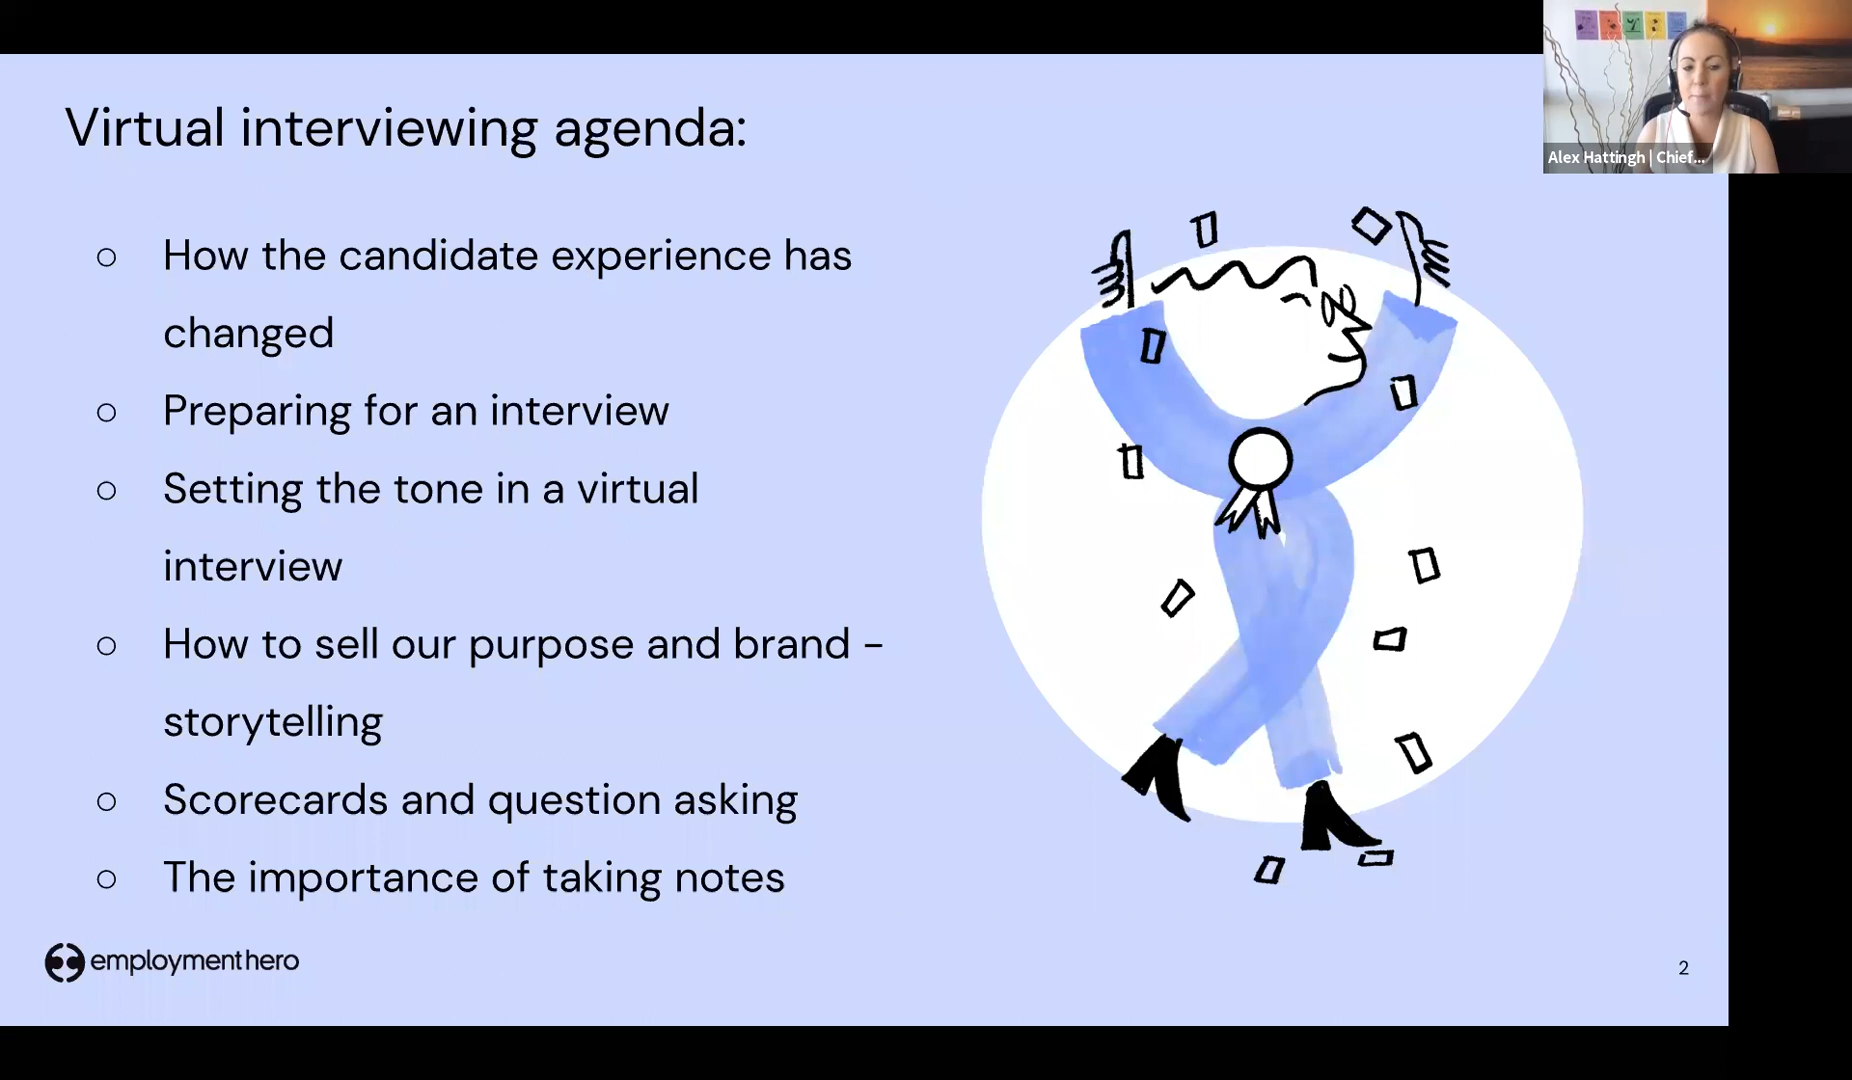 Virtual interviewing agenda:
○ How the candidate experience has
changed
○ Preparing for an interview
○ Setting the tone in a virtual
interview
○ How to sell our purpose and brand -
storytelling
○ Scorecards and question asking
○ The importance of taking notes
employmenthero
2
Alex Hattingh | Chief...